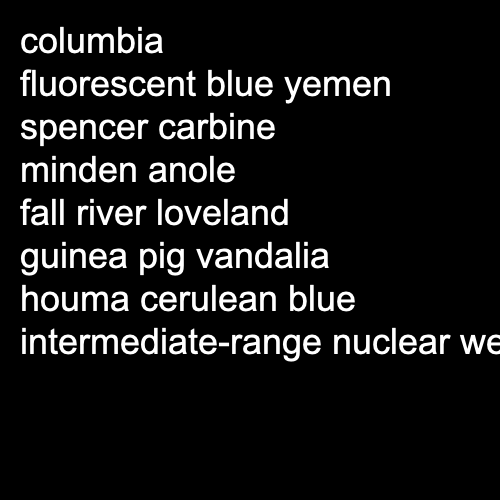 columbia
fluorescent blue yemen
spencer carbine
minden anole
fall river loveland
guinea pig vandalia
houma cerulean blue
intermediate-range nuclear